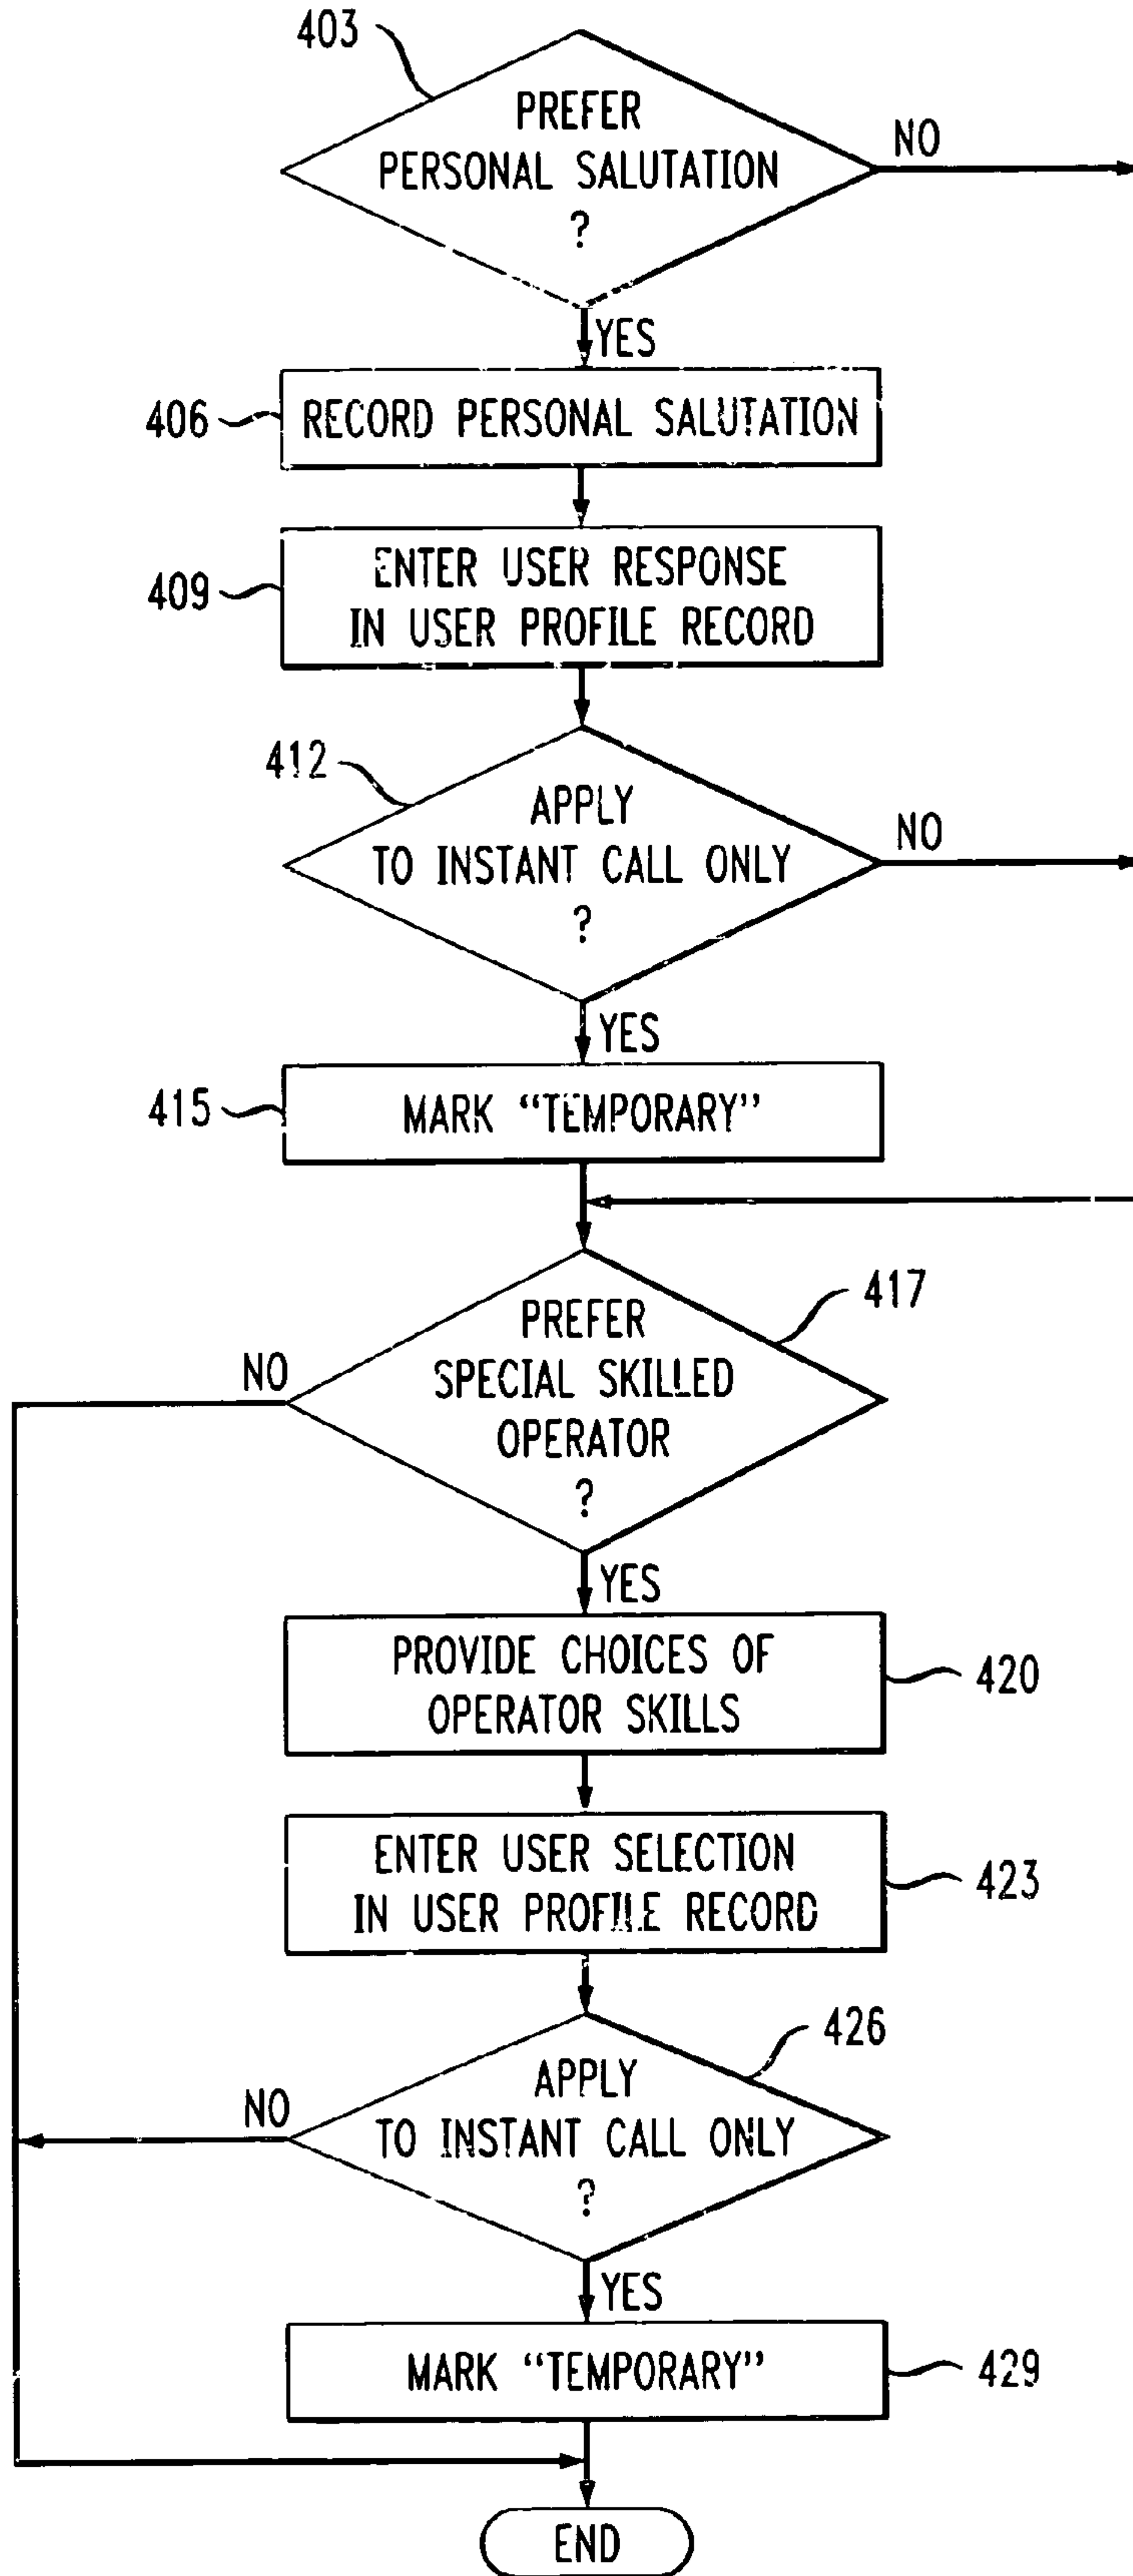 403
PREFER
PERSONAL SALUTATION
?
NO
YES
406
RECORD PERSONAL SALUTATION
409
ENTER USER RESPONSE
IN USER PROFILE RECORD
412
APPLY
TO INSTANT CALL ONLY
?
NO
YES
415
MARK “TEMPORARY”
417
PREFER
SPECIAL SKILLED
OPERATOR
?
NO
YES
PROVIDE CHOICES OF
OPERATOR SKILLS
420
ENTER USER SELECTION
IN USER PROFILE RECORD
423
426
APPLY
TO INSTANT CALL ONLY
?
NO
YES
MARK “TEMPORARY”
429
END